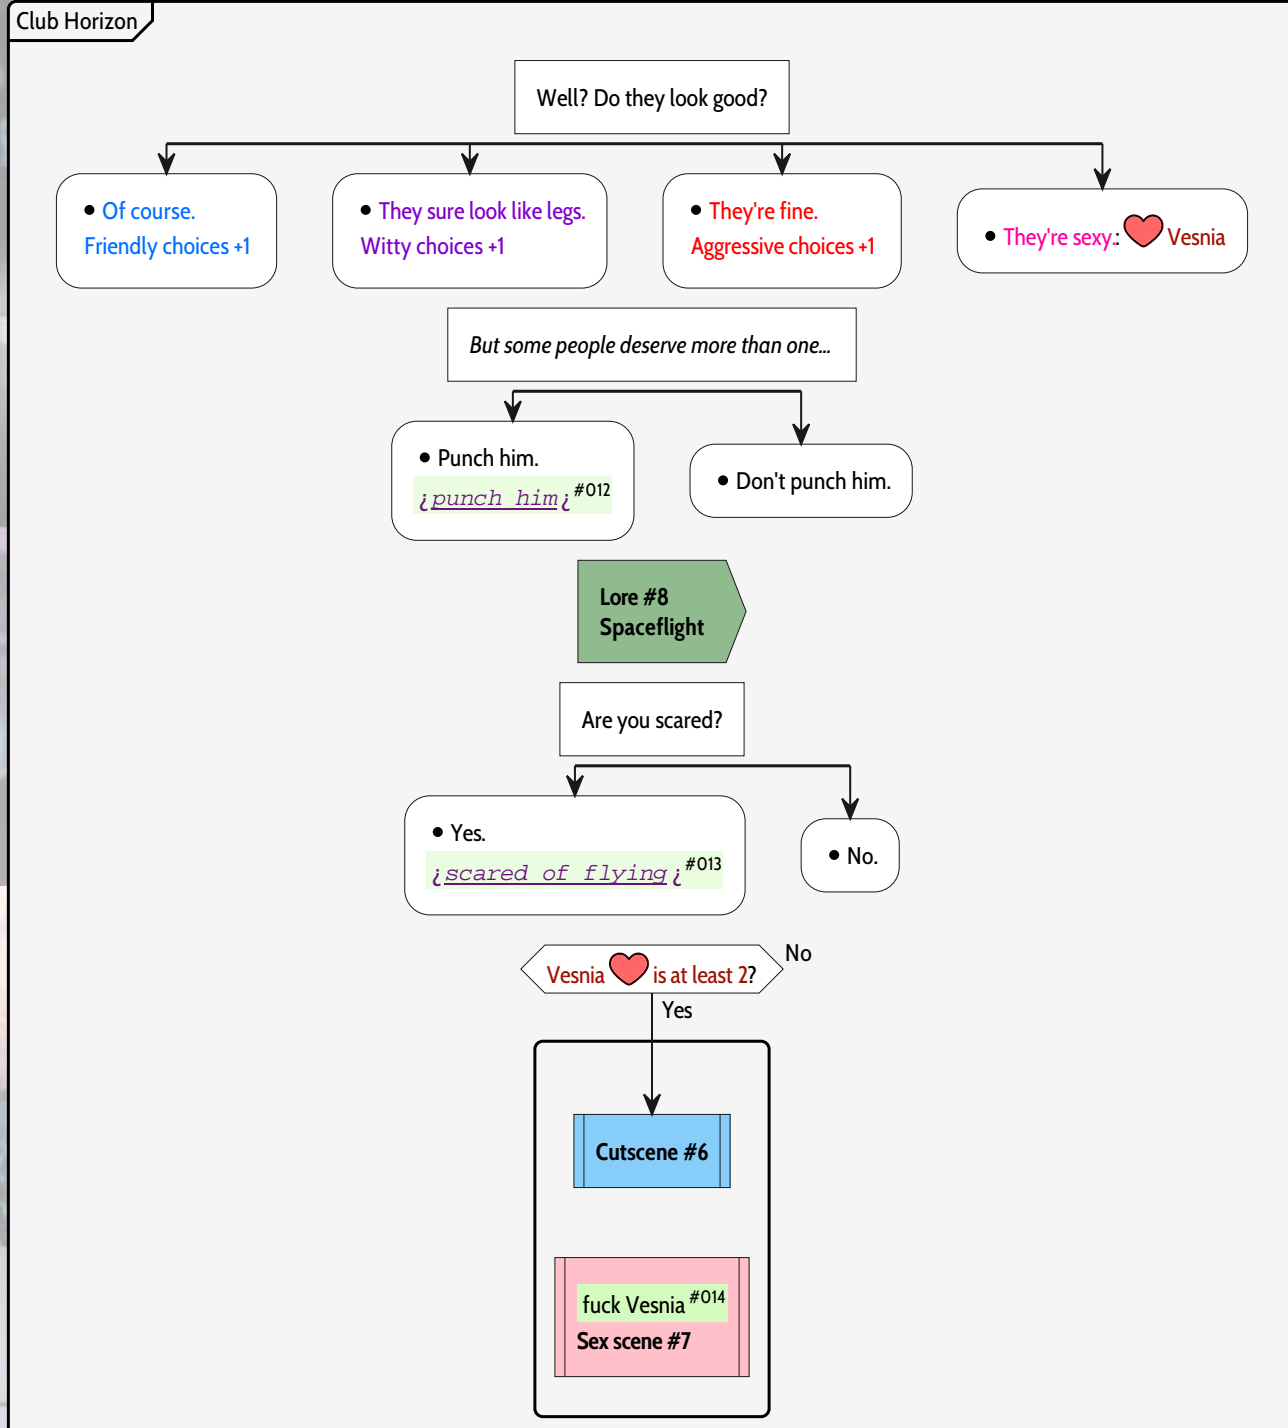 Club Horizon
Well? Do they look good?
• Of course.
Friendly choices +1
• They sure look like legs.
Witty choices +1
• They're fine.
Aggressive choices +1
• They're sexy.: Vesnia
But some people deserve more than one...
• Punch him.
¿punch him¿ #012
• Don't punch him.
Lore #8
Spaceflight
Are you scared?
• Yes.
¿scared of flying¿ #013
• No.
Vesnia is at least 2?
No
Yes
Cutscene #6
fuck Vesnia #014
Sex scene #7